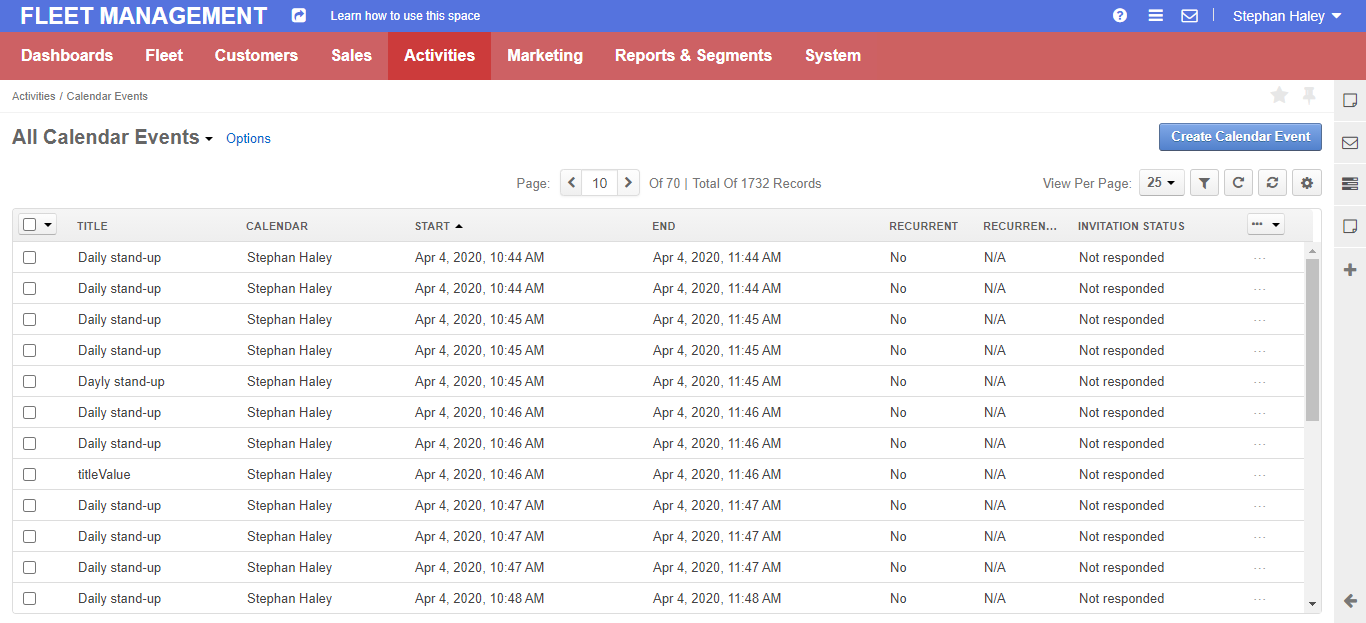 FLEET MANAGEMENT Learn how to use this space Stephan Haley
Dashboards Fleet Customers Sales Activities Marketing Reports & Segments System
Activities / Calendar Events
All Calendar Events Options Create Calendar Event
Page: 10 Of 70 | Total Of 1732 Records View Per Page: 25
TITLE CALENDAR START END RECURRENT RECURREN... INVITATION STATUS
Daily stand-up Stephan Haley Apr 4, 2020, 10:44 AM Apr 4, 2020, 11:44 AM No N/A Not responded
Daily stand-up Stephan Haley Apr 4, 2020, 10:44 AM Apr 4, 2020, 11:44 AM No N/A Not responded
Daily stand-up Stephan Haley Apr 4, 2020, 10:45 AM Apr 4, 2020, 11:45 AM No N/A Not responded
Daily stand-up Stephan Haley Apr 4, 2020, 10:45 AM Apr 4, 2020, 11:45 AM No N/A Not responded
Dayly stand-up Stephan Haley Apr 4, 2020, 10:45 AM Apr 4, 2020, 11:45 AM No N/A Not responded
Daily stand-up Stephan Haley Apr 4, 2020, 10:46 AM Apr 4, 2020, 11:46 AM No N/A Not responded
Daily stand-up Stephan Haley Apr 4, 2020, 10:46 AM Apr 4, 2020, 11:46 AM No N/A Not responded
titleValue Stephan Haley Apr 4, 2020, 10:46 AM Apr 4, 2020, 11:46 AM No N/A Not responded
Daily stand-up Stephan Haley Apr 4, 2020, 10:47 AM Apr 4, 2020, 11:47 AM No N/A Not responded
Daily stand-up Stephan Haley Apr 4, 2020, 10:47 AM Apr 4, 2020, 11:47 AM No N/A Not responded
Daily stand-up Stephan Haley Apr 4, 2020, 10:47 AM Apr 4, 2020, 11:47 AM No N/A Not responded
Daily stand-up Stephan Haley Apr 4, 2020, 10:48 AM Apr 4, 2020, 11:48 AM No N/A Not responded